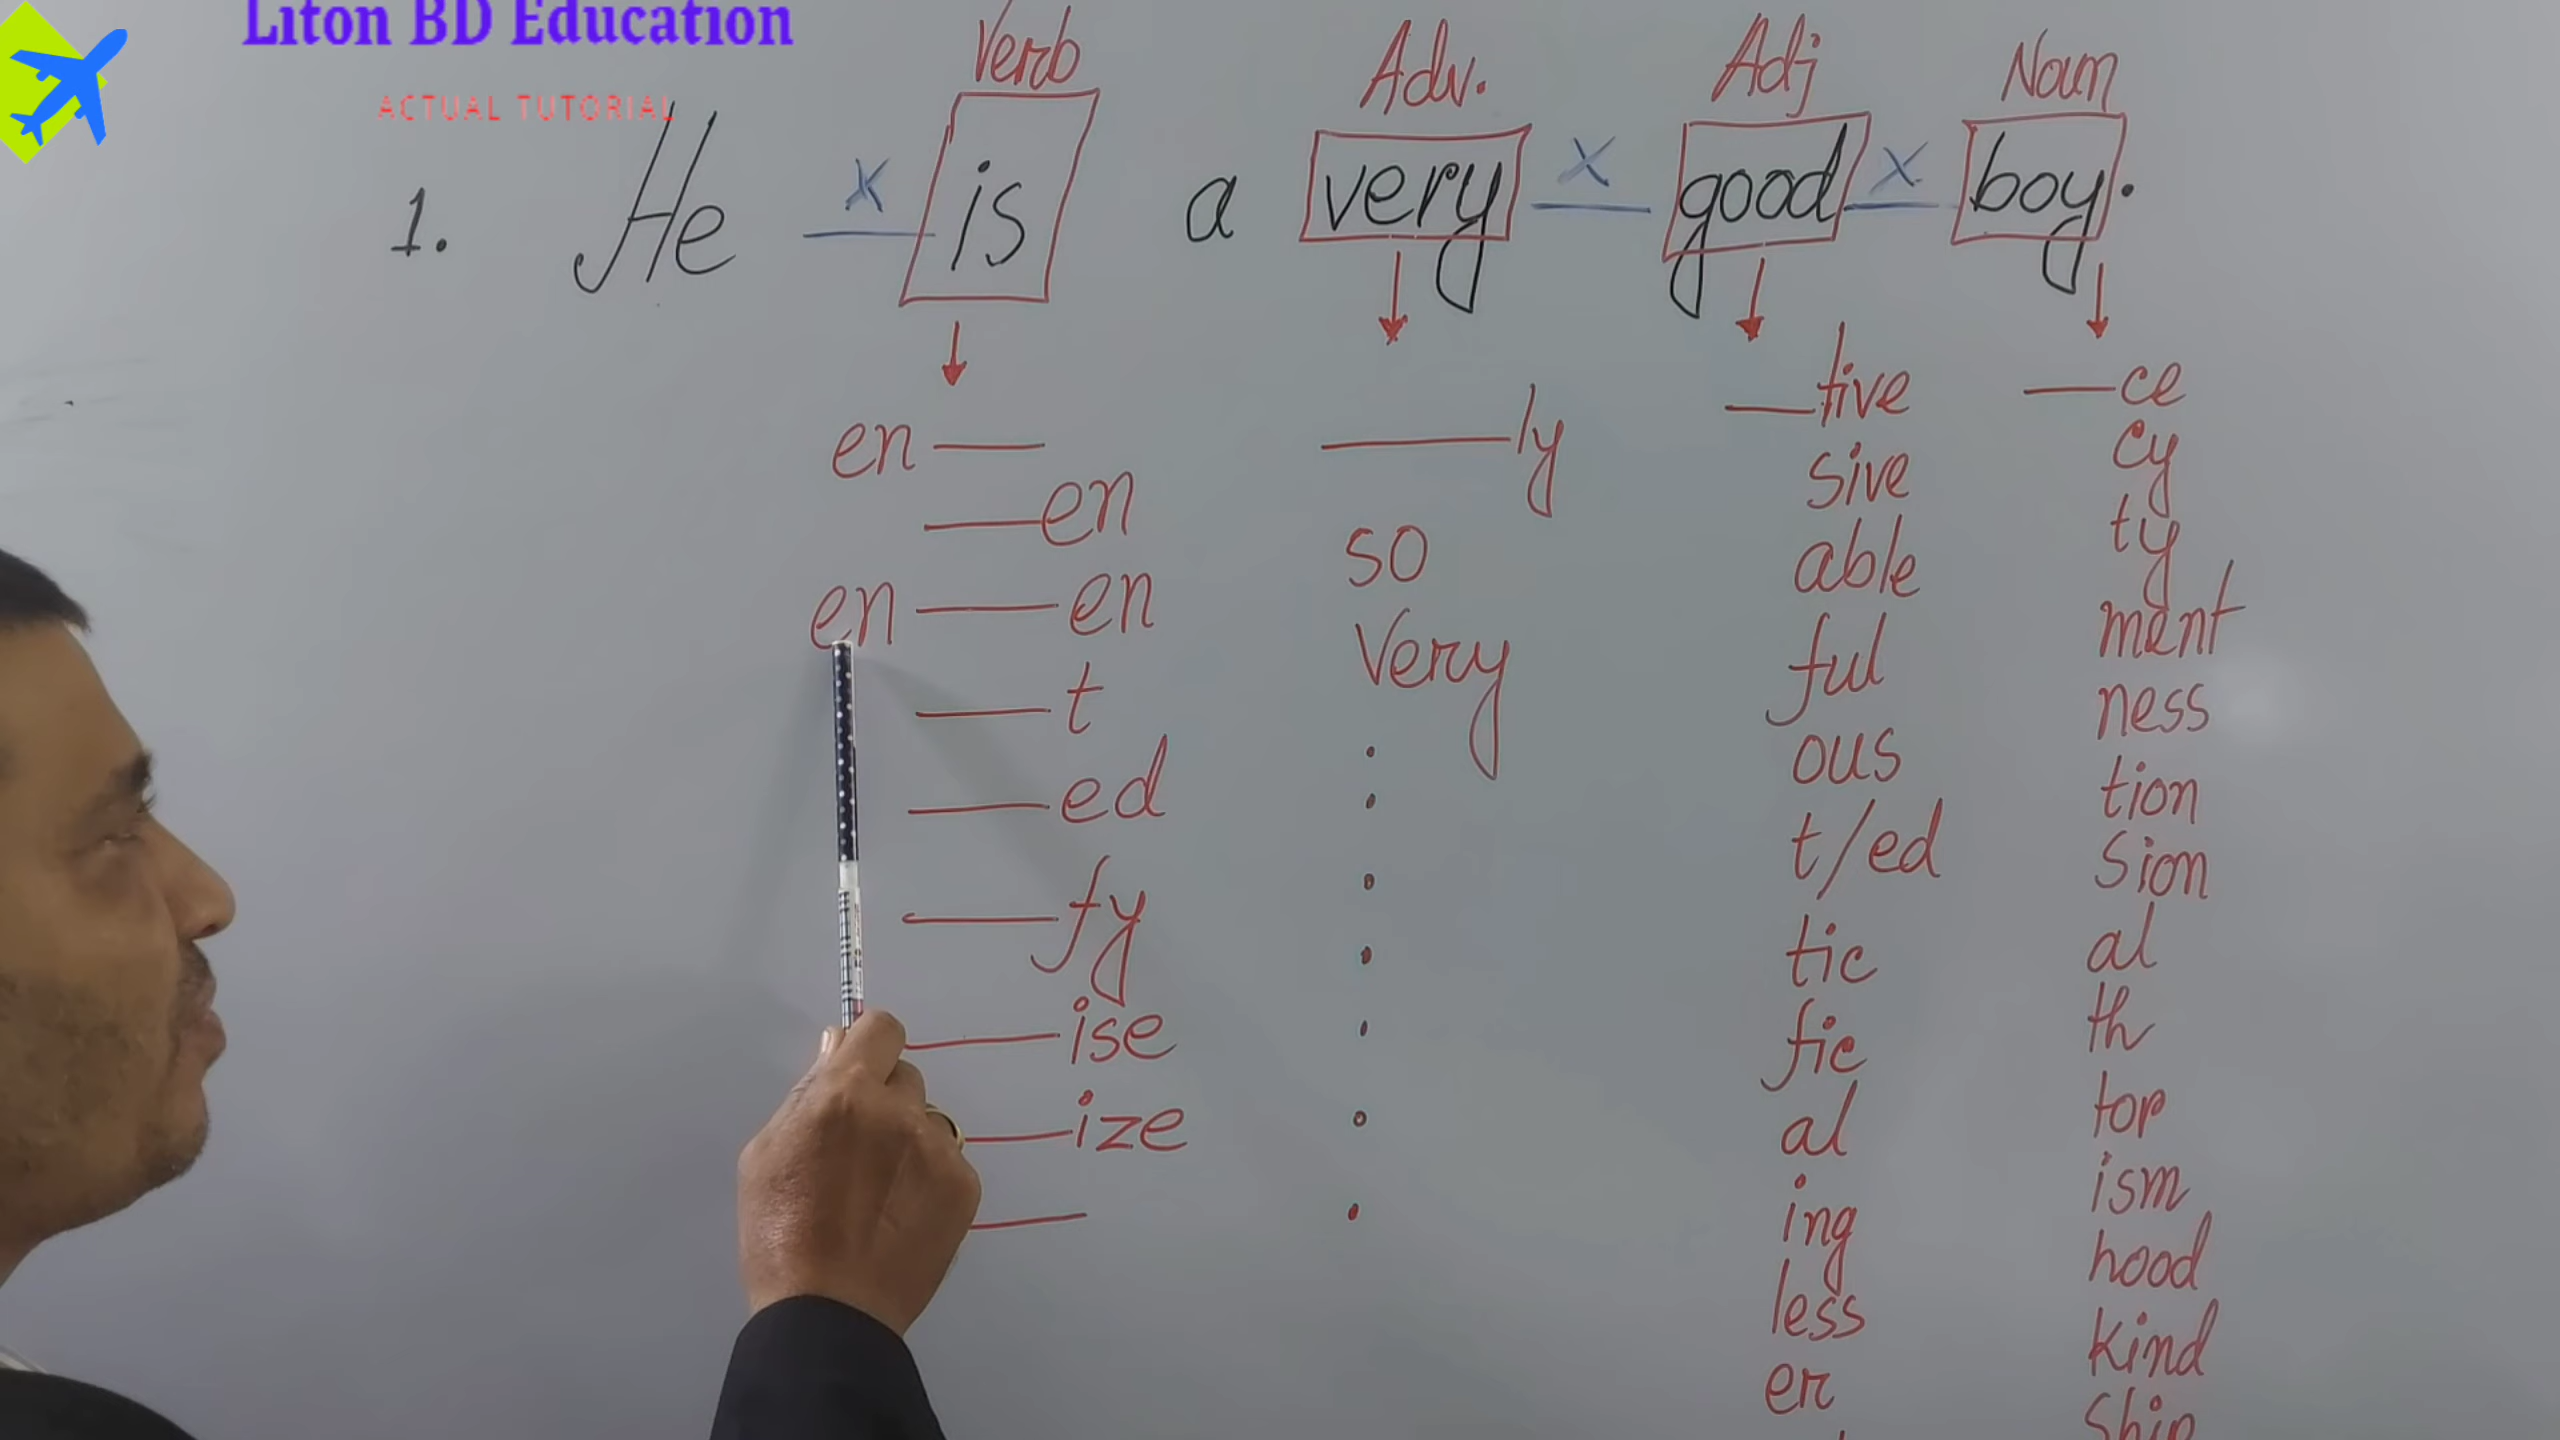 Liton BD Education
ACTUAL TUTORIAL
Verb Adv. Adj Noun
1. He x is a very x good x boy.
en—
—en
en—en
—t
—ed
—fy
—ise
—ize
—ly
so
Very
—tive
sive
able
ful
ous
t/ed
tic
fic
al
ing
less
er
—ce
cy
ty
ment
ness
tion
Sion
al
th
tor
ism
hood
kind
Ship